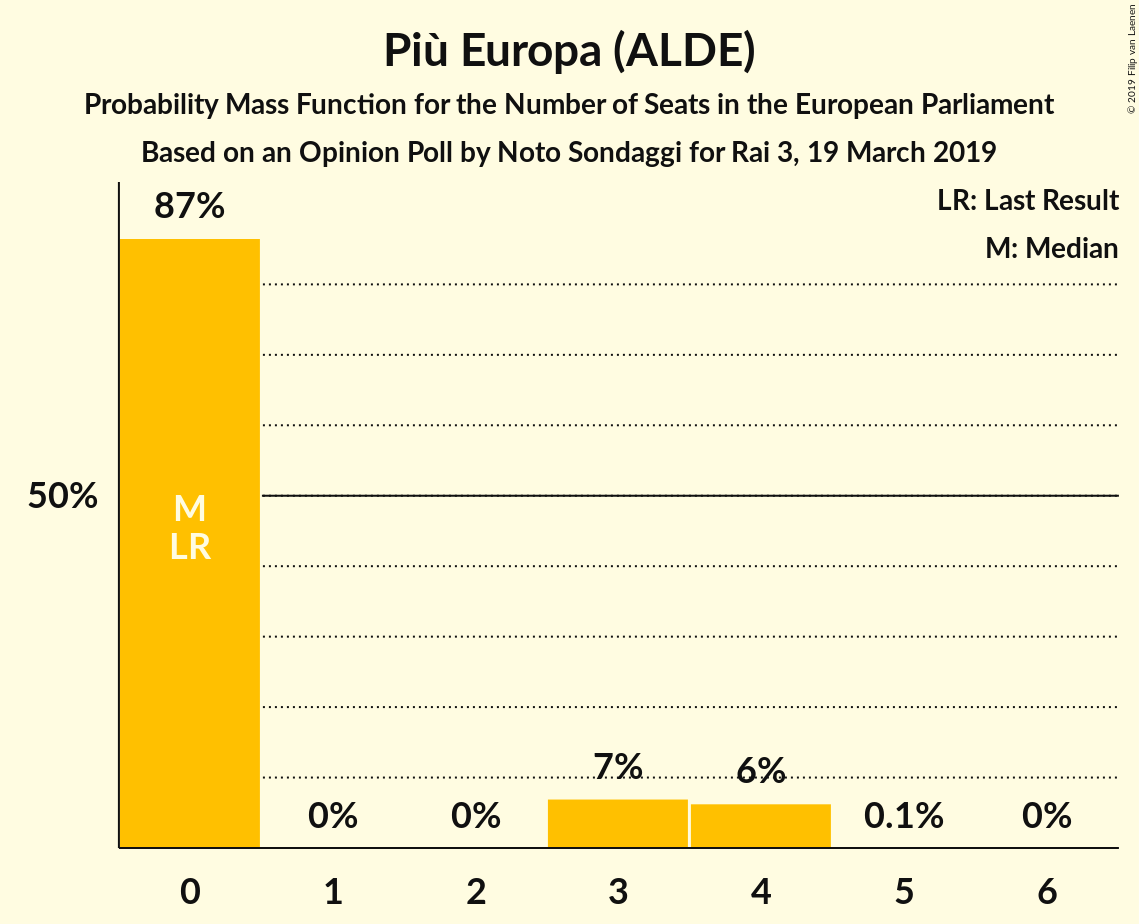 Più Europa (ALDE)
Probability Mass Function for the Number of Seats in the European Parliament
Based on an Opinion Poll by Noto Sondaggi for Rai 3, 19 March 2019
© 2019 Filip van Laenen
LR: Last Result
M: Median
87%
50%
M
LR
0%
0%
7%
6%
0.1%
0%
0 1 2 3 4 5 6